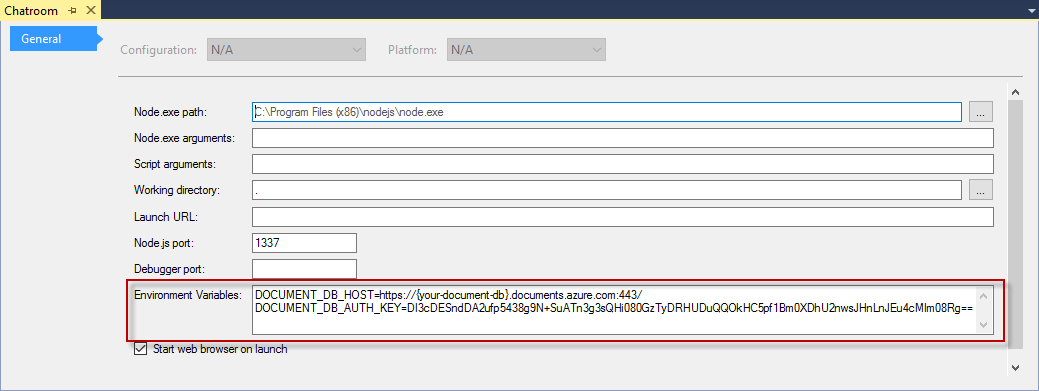 Chatroom
General
Configuration: N/A Platform: N/A
Node.exe path: C:\Program Files (x86)\nodejs\node.exe ...
Node.exe arguments:
Script arguments:
Working directory: . ...
Launch URL:
Node.js port: 1337
Debugger port:
Environment Variables: DOCUMENT_DB_HOST=https://{your-document-db}.documents.azure.com:443/
DOCUMENT_DB_AUTH_KEY=DI3cDESndDA2ufp5438g9N+SuATn3g3sQHi080GzTyDRHUDuQQOkHC5pf1Bm0XDhU2nwsJHnLnJEu4cMIm08Rg==
Start web browser on launch